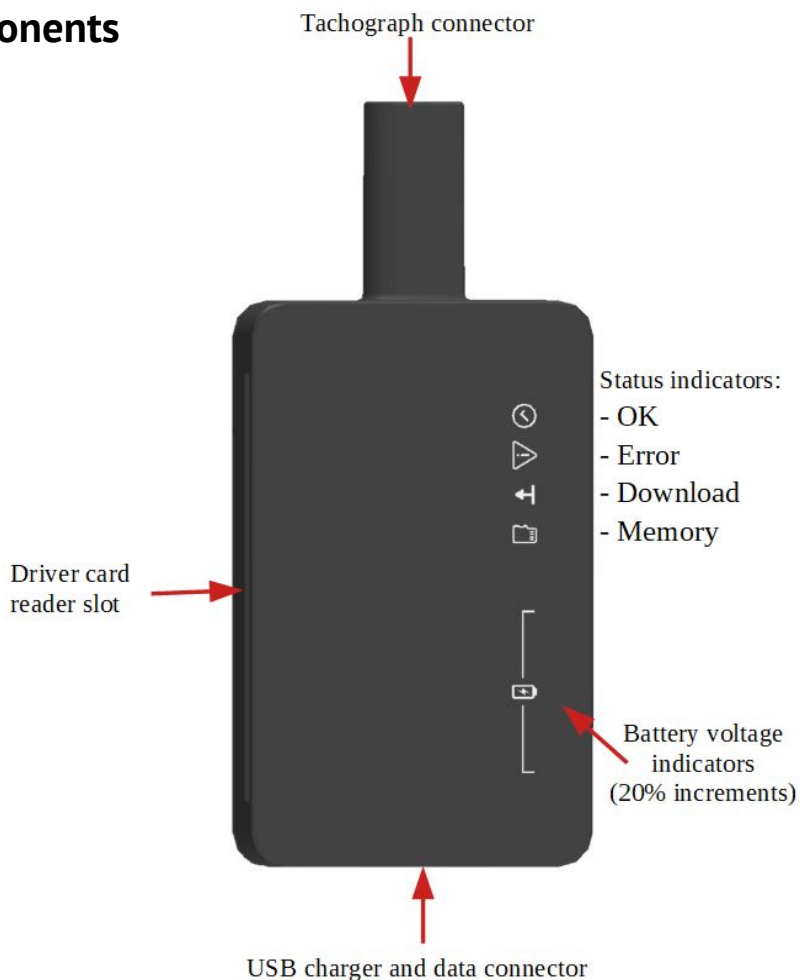 onents
Tachograph connector
Status indicators:
- OK
- Error
- Download
- Memory
Driver card
reader slot
Battery voltage
indicators
(20% increments)
USB charger and data connector